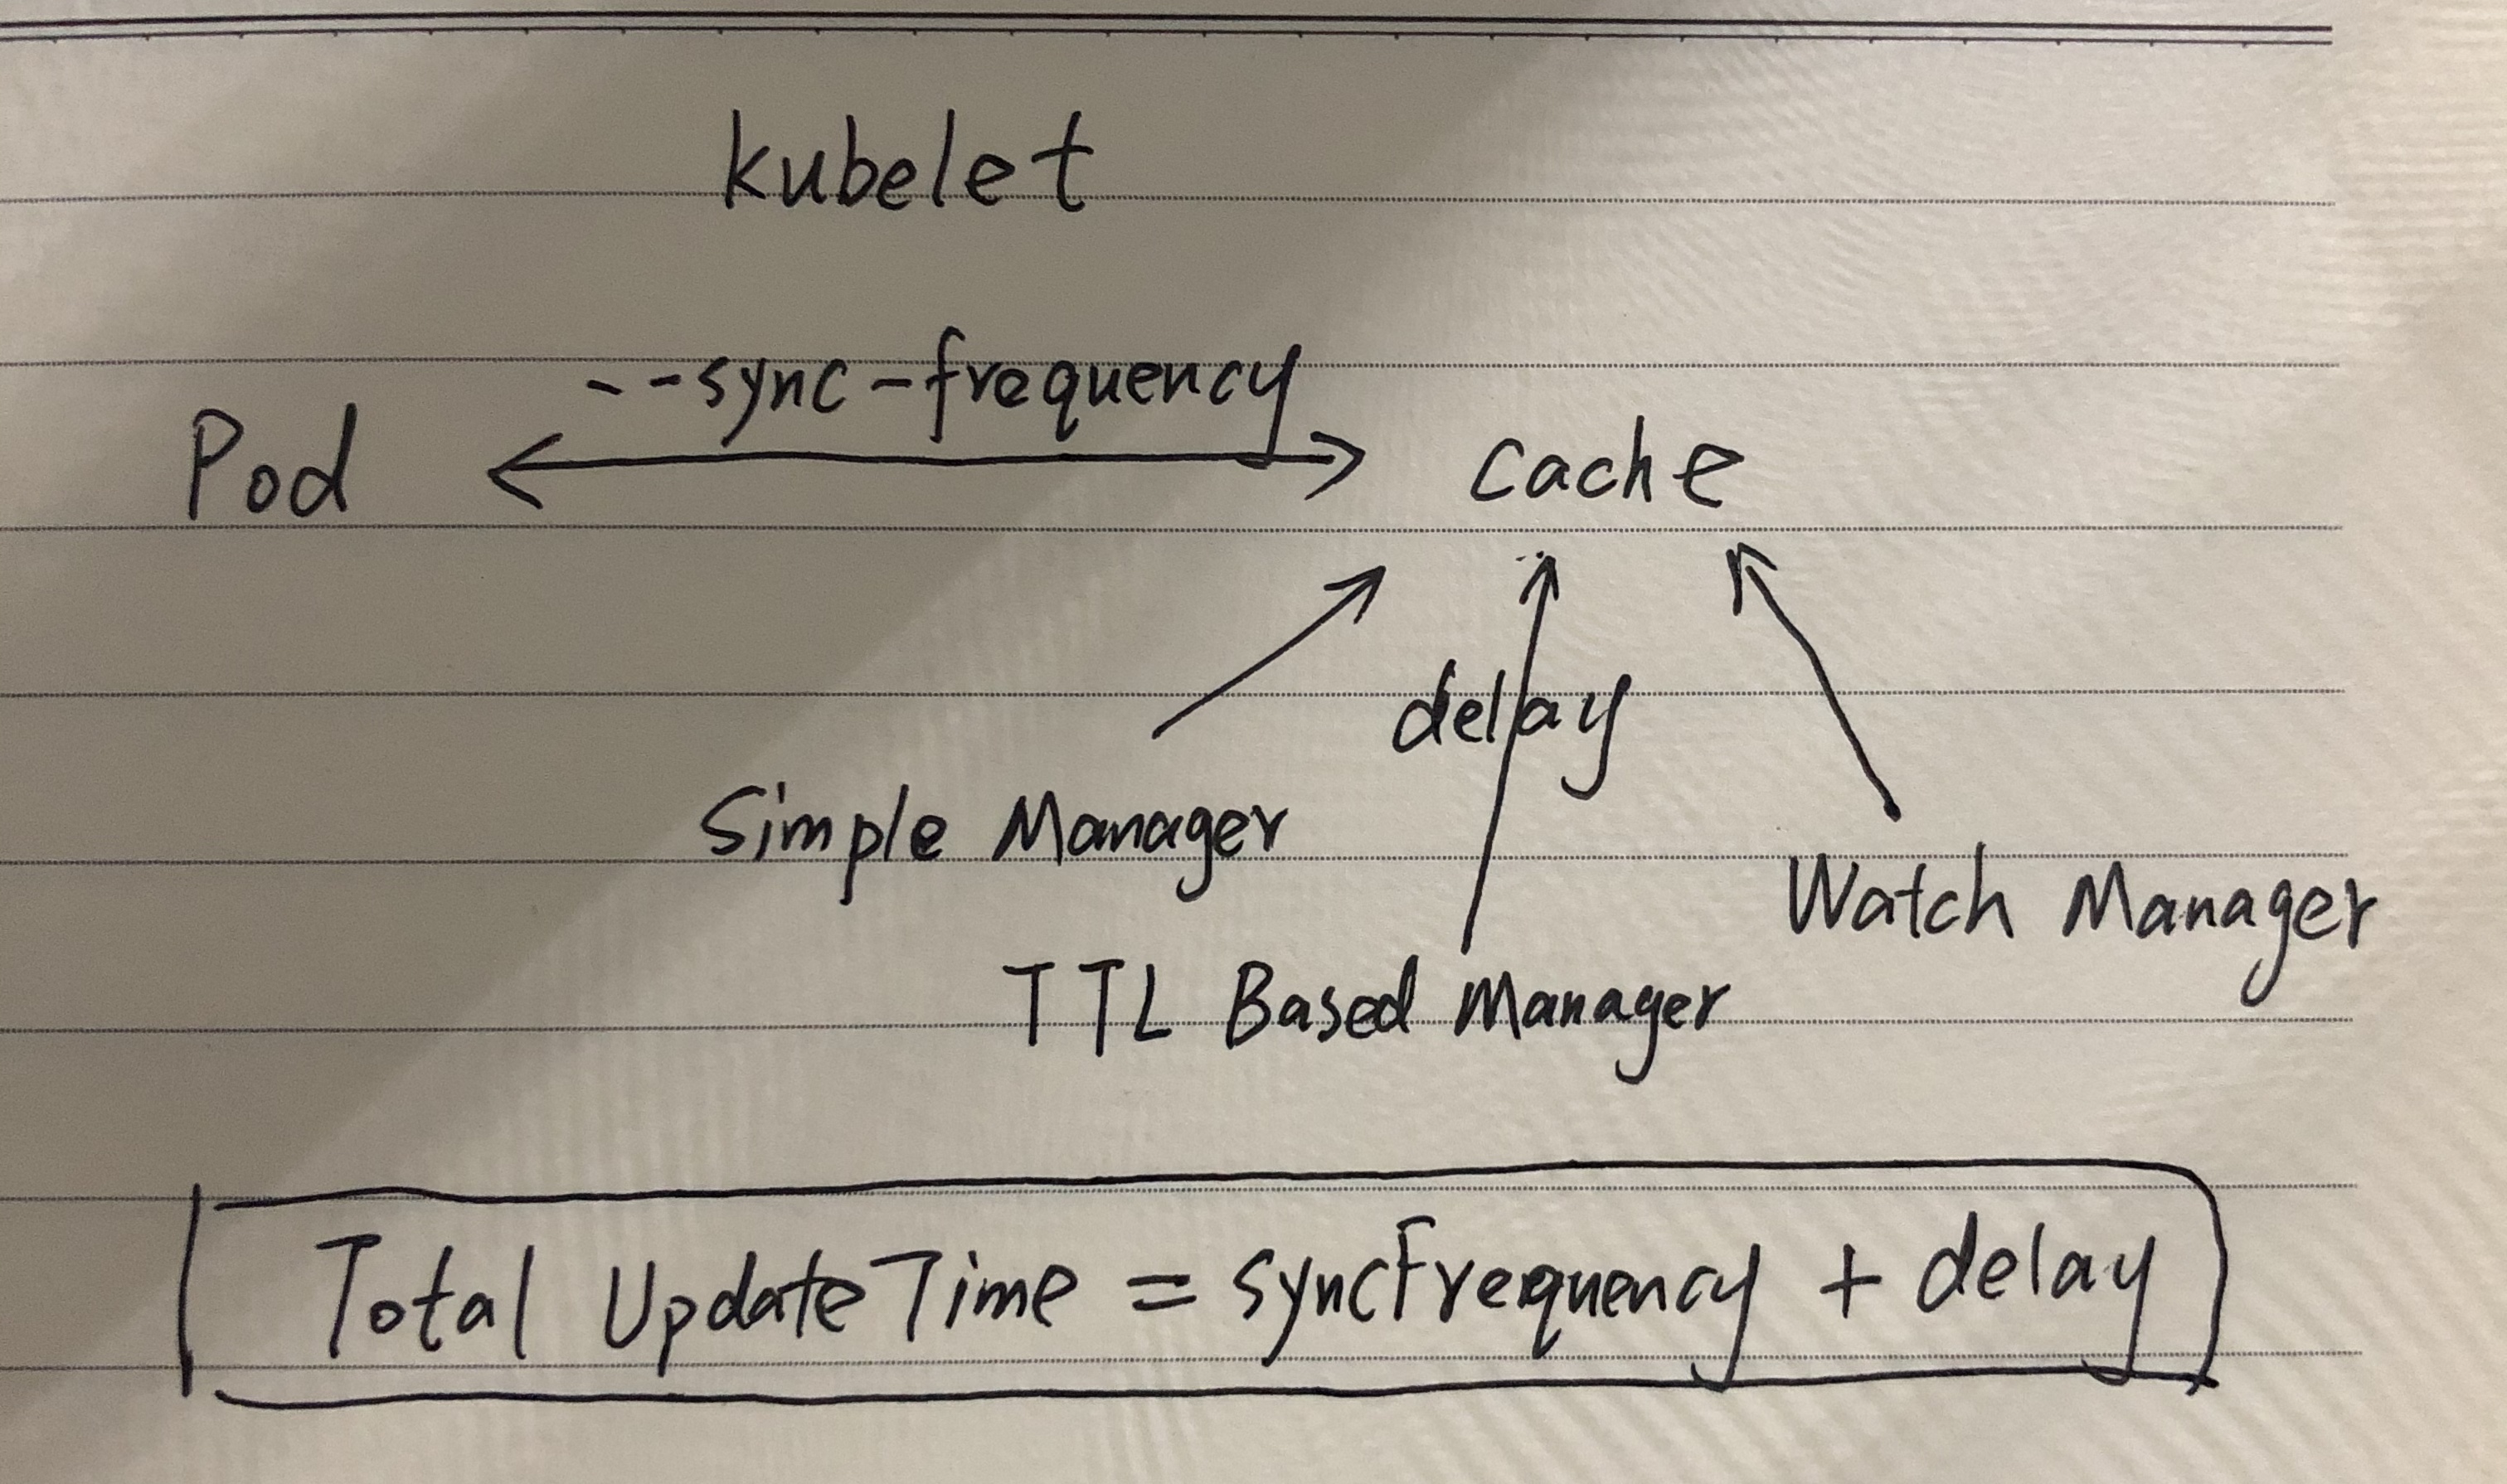 kubelet
--sync-frequency
Pod
cache
delay
Simple Manager
Watch Manager
TTL Based Manager
Total UpdateTime = syncFrequency + delay